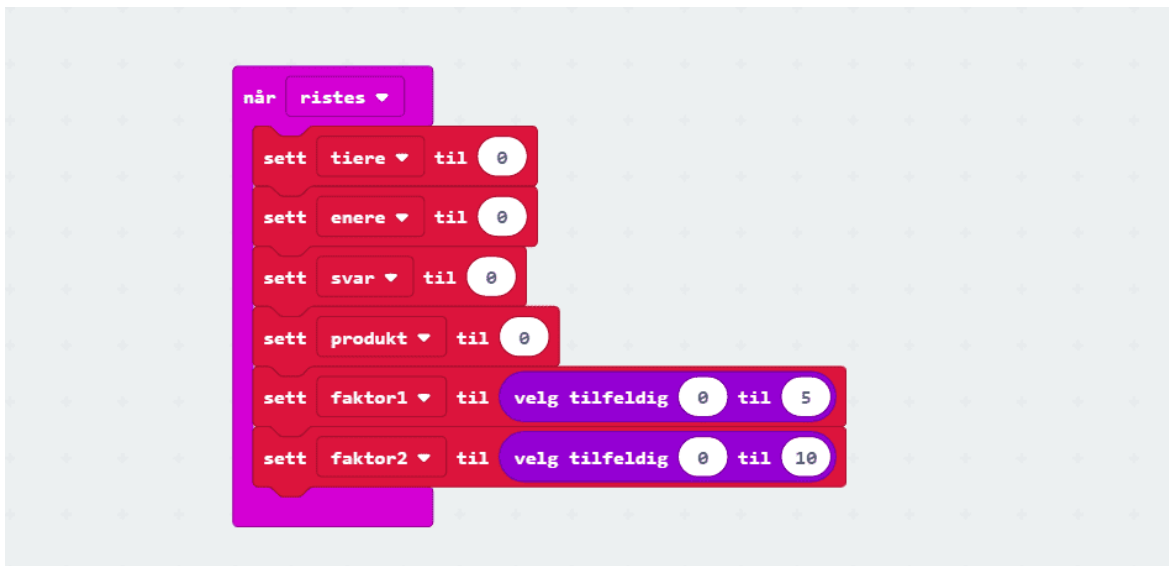 når ristes
sett tiere til 0
sett enere til 0
sett svar til 0
sett produkt til 0
sett faktor1 til velg tilfeldig 0 til 5
sett faktor2 til velg tilfeldig 0 til 10